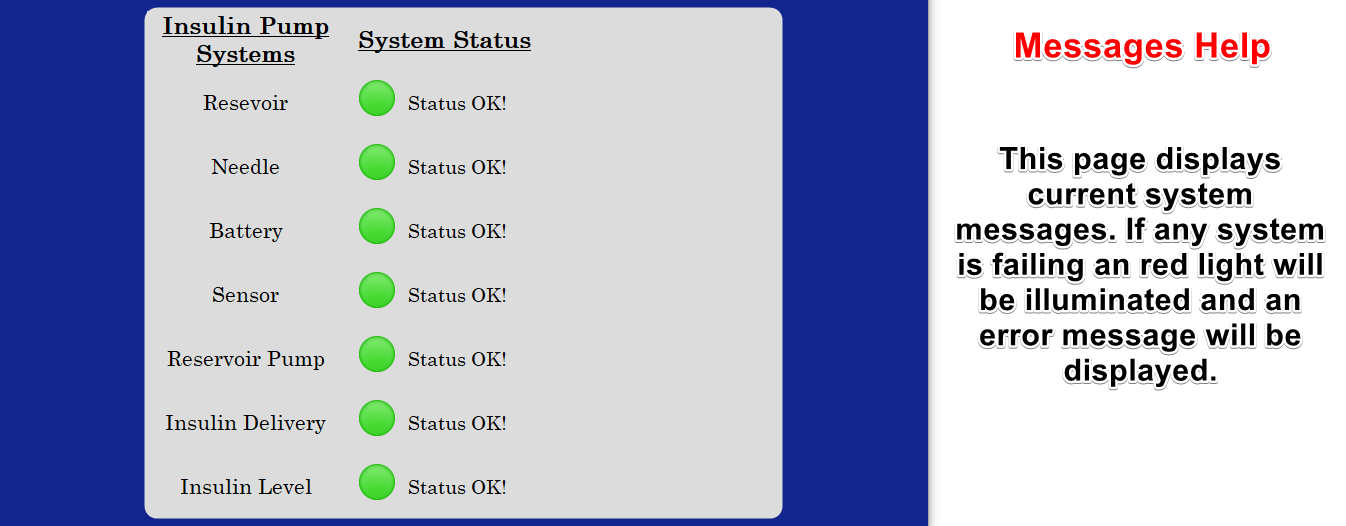 Insulin Pump
Systems
System Status
Resevoir
Status OK!
Needle
Status OK!
Battery
Status OK!
Sensor
Status OK!
Reservoir Pump
Status OK!
Insulin Delivery
Status OK!
Insulin Level
Status OK!
Messages Help
This page displays
current system
messages. If any system
is failing an red light will
be illuminated and an
error message will be
displayed.